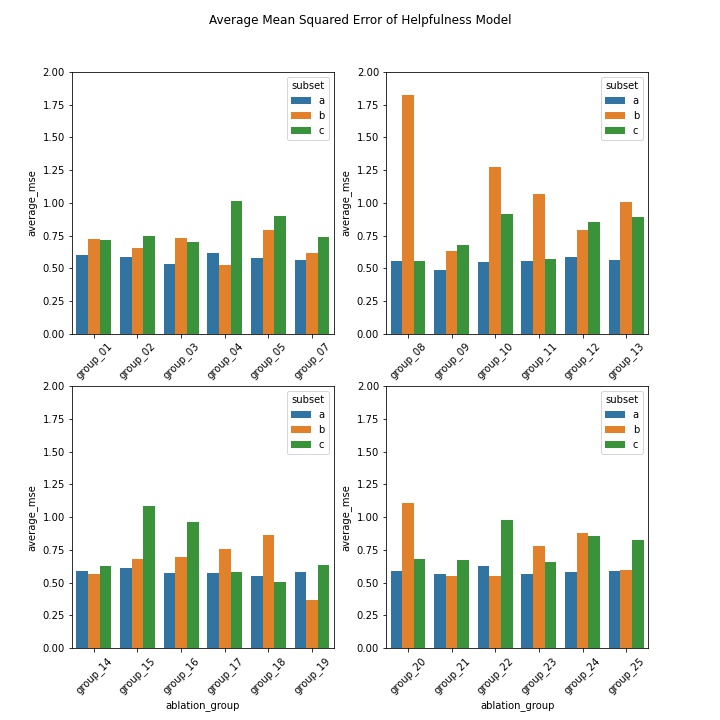 Average Mean Squared Error of Helpfulness Model
average_mse
2.00
1.75
1.50
1.25
1.00
0.75
0.50
0.25
0.00
subset
a
b
c
group_01
group_02
group_03
group_04
group_05
group_07
average_mse
2.00
1.75
1.50
1.25
1.00
0.75
0.50
0.25
0.00
subset
a
b
c
group_08
group_09
group_10
group_11
group_12
group_13
average_mse
2.00
1.75
1.50
1.25
1.00
0.75
0.50
0.25
0.00
subset
a
b
c
group_14
group_15
group_16
group_17
group_18
group_19
ablation_group
average_mse
2.00
1.75
1.50
1.25
1.00
0.75
0.50
0.25
0.00
subset
a
b
c
group_20
group_21
group_22
group_23
group_24
group_25
ablation_group